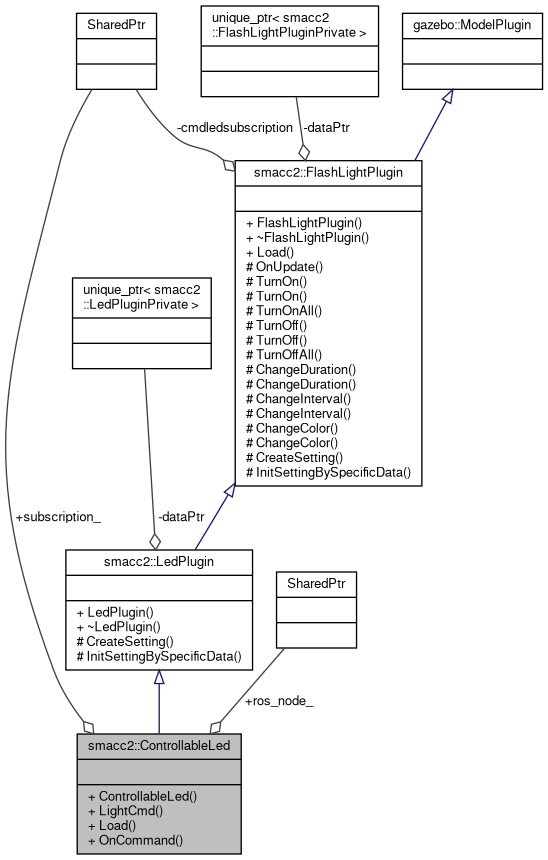 SharedPtr
unique_ptr< smacc2
::FlashLightPluginPrivate >
gazebo::ModelPlugin
-cmdledsubscription
-dataPtr
smacc2::FlashLightPlugin
+ FlashLightPlugin()
+ ~FlashLightPlugin()
+ Load()
# OnUpdate()
# TurnOn()
# TurnOn()
# TurnOnAll()
# TurnOff()
# TurnOff()
# TurnOffAll()
# ChangeDuration()
# ChangeDuration()
# ChangeInterval()
# ChangeInterval()
# ChangeColor()
# ChangeColor()
# CreateSetting()
# InitSettingBySpecificData()
unique_ptr< smacc2
::LedPluginPrivate >
+subscription_
-dataPtr
smacc2::LedPlugin
+ LedPlugin()
+ ~LedPlugin()
# CreateSetting()
# InitSettingBySpecificData()
SharedPtr
+ros_node_
smacc2::ControllableLed
+ ControllableLed()
+ LightCmd()
+ Load()
+ OnCommand()